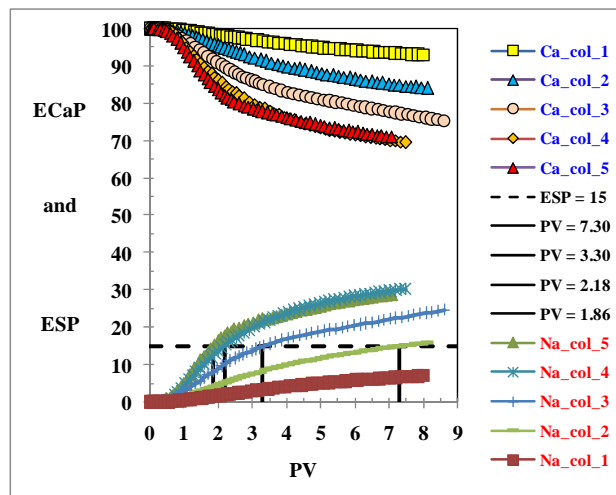 100
90
80
70
60
50
40
30
20
10
0
ECaP
and
ESP
0 1 2 3 4 5 6 7 8 9
PV
Ca_col_1
Ca_col_2
Ca_col_3
Ca_col_4
Ca_col_5
ESP = 15
PV = 7.30
PV = 3.30
PV = 2.18
PV = 1.86
Na_col_5
Na_col_4
Na_col_3
Na_col_2
Na_col_1